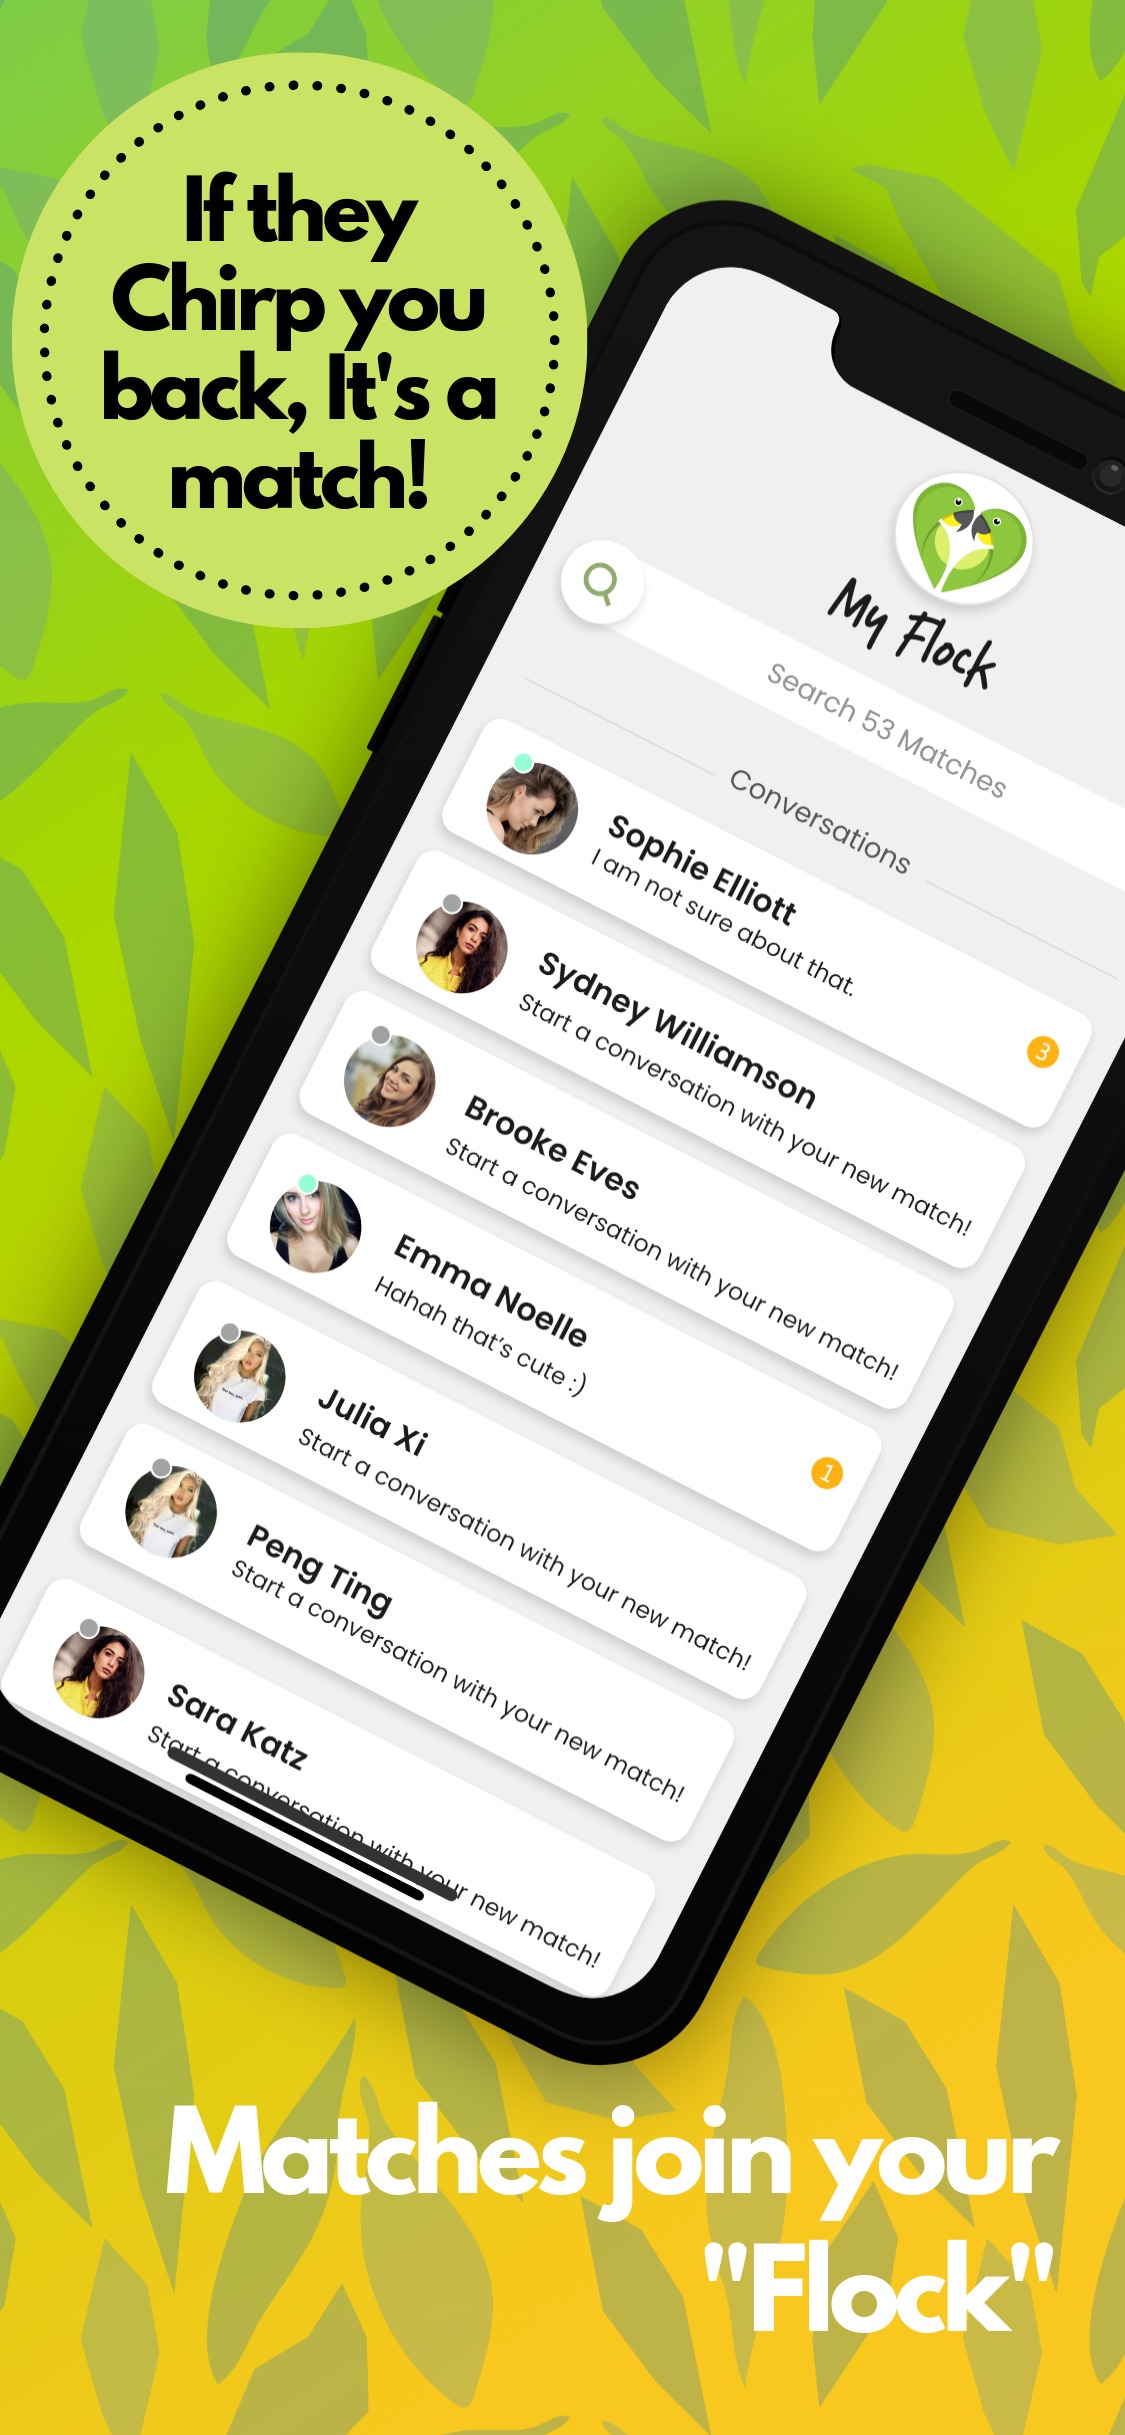 If they
Chirp you
back, It's a
match!
My Flock
Search 53 Matches
Conversations
Sophie Elliott
I am not sure about that.
3
Sydney Williamson
Start a conversation with your new match!
Brooke Eves
Start a conversation with your new match!
Emma Noelle
Hahah that's cute :)
1
Julia Xi
Start a conversation with your new match!
Peng Ting
Start a conversation with your new match!
Sara Katz
Start a conversation with your new match!
Matches join your
"Flock"